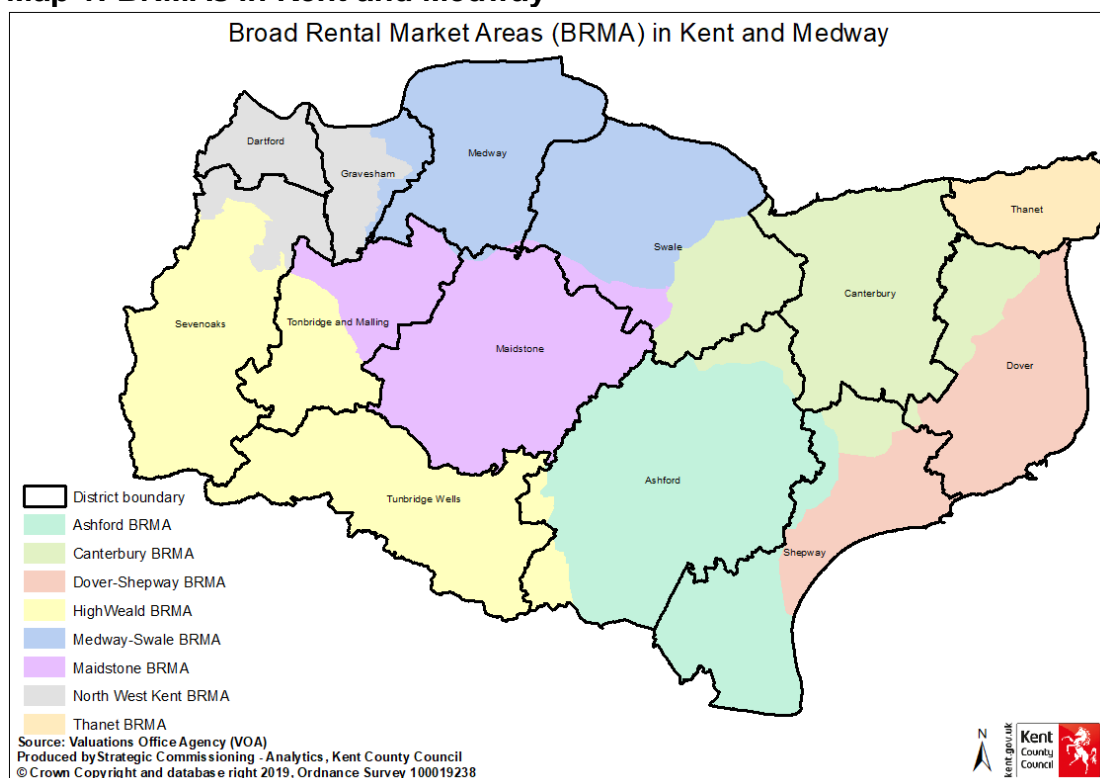 Broad Rental Market Areas (BRMA) in Kent and Medway
Dartford
Medway
Gravesham
Thanet
Swale
Canterbury
Sevenoaks
Tonbridge and Malling
Maidstone
Dover
Ashford
Tunbridge Wells
Shepway
District boundary
Ashford BRMA
Canterbury BRMA
Dover-Shepway BRMA
High Weald BRMA
Medway-Swale BRMA
Maidstone BRMA
North West Kent BRMA
Thanet BRMA
Source: Valuations Office Agency (VOA)
Produced by Strategic Commissioning - Analytics, Kent County Council
© Crown Copyright and database right 2019, Ordnance Survey 100019238
N
kent.gov.uk
Kent
County
Council